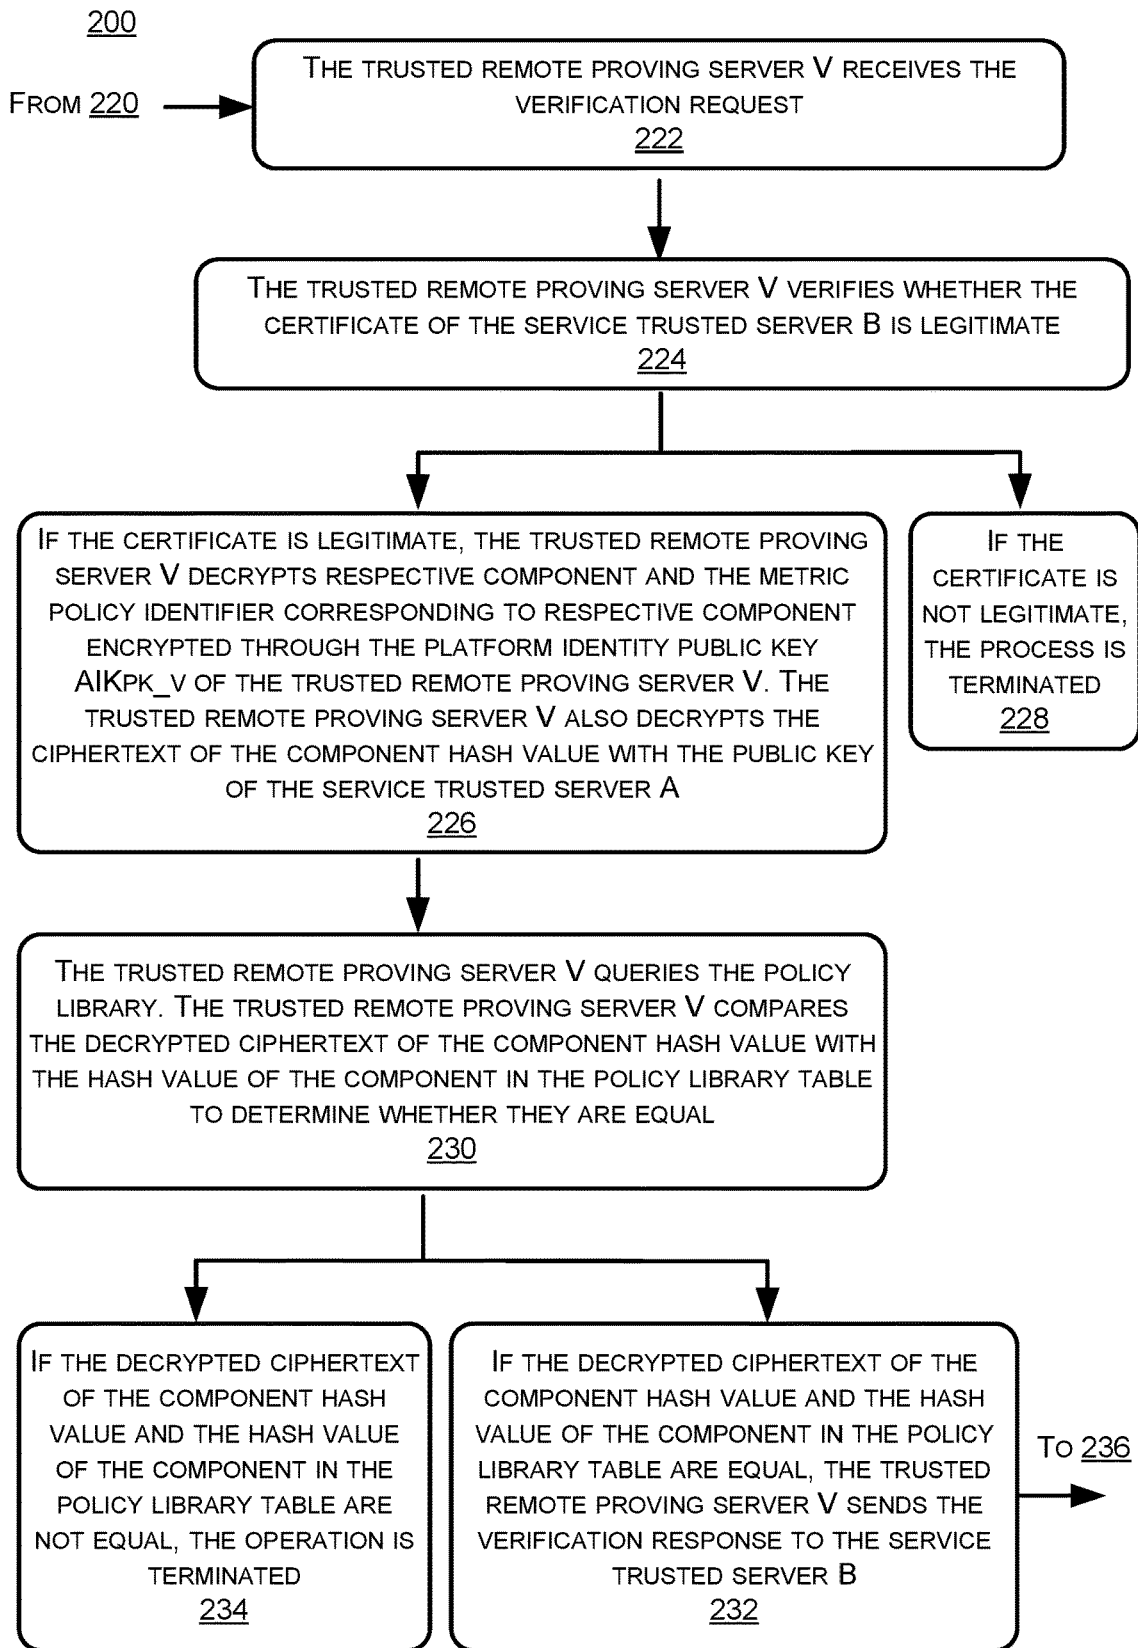 200
FROM 220
THE TRUSTED REMOTE PROVING SERVER V RECEIVES THE
VERIFICATION REQUEST
222
THE TRUSTED REMOTE PROVING SERVER V VERIFIES WHETHER THE
CERTIFICATE OF THE SERVICE TRUSTED SERVER B IS LEGITIMATE
224
IF THE CERTIFICATE IS LEGITIMATE, THE TRUSTED REMOTE PROVING
SERVER V DECRYPTS RESPECTIVE COMPONENT AND THE METRIC
POLICY IDENTIFIER CORRESPONDING TO RESPECTIVE COMPONENT
ENCRYPTED THROUGH THE PLATFORM IDENTITY PUBLIC KEY
AIKPK_V OF THE TRUSTED REMOTE PROVING SERVER V. THE
TRUSTED REMOTE PROVING SERVER V ALSO DECRYPTS THE
CIPHERTEXT OF THE COMPONENT HASH VALUE WITH THE PUBLIC KEY
OF THE SERVICE TRUSTED SERVER A
226
IF THE
CERTIFICATE IS
NOT LEGITIMATE,
THE PROCESS IS
TERMINATED
228
THE TRUSTED REMOTE PROVING SERVER V QUERIES THE POLICY
LIBRARY. THE TRUSTED REMOTE PROVING SERVER V COMPARES
THE DECRYPTED CIPHERTEXT OF THE COMPONENT HASH VALUE WITH
THE HASH VALUE OF THE COMPONENT IN THE POLICY LIBRARY TABLE
TO DETERMINE WHETHER THEY ARE EQUAL
230
IF THE DECRYPTED CIPHERTEXT
OF THE COMPONENT HASH
VALUE AND THE HASH VALUE
OF THE COMPONENT IN THE
POLICY LIBRARY TABLE ARE
NOT EQUAL, THE OPERATION IS
TERMINATED
234
IF THE DECRYPTED CIPHERTEXT OF THE
COMPONENT HASH VALUE AND THE HASH
VALUE OF THE COMPONENT IN THE POLICY
LIBRARY TABLE ARE EQUAL, THE TRUSTED
REMOTE PROVING SERVER V SENDS THE
VERIFICATION RESPONSE TO THE SERVICE
TRUSTED SERVER B
232
TO 236